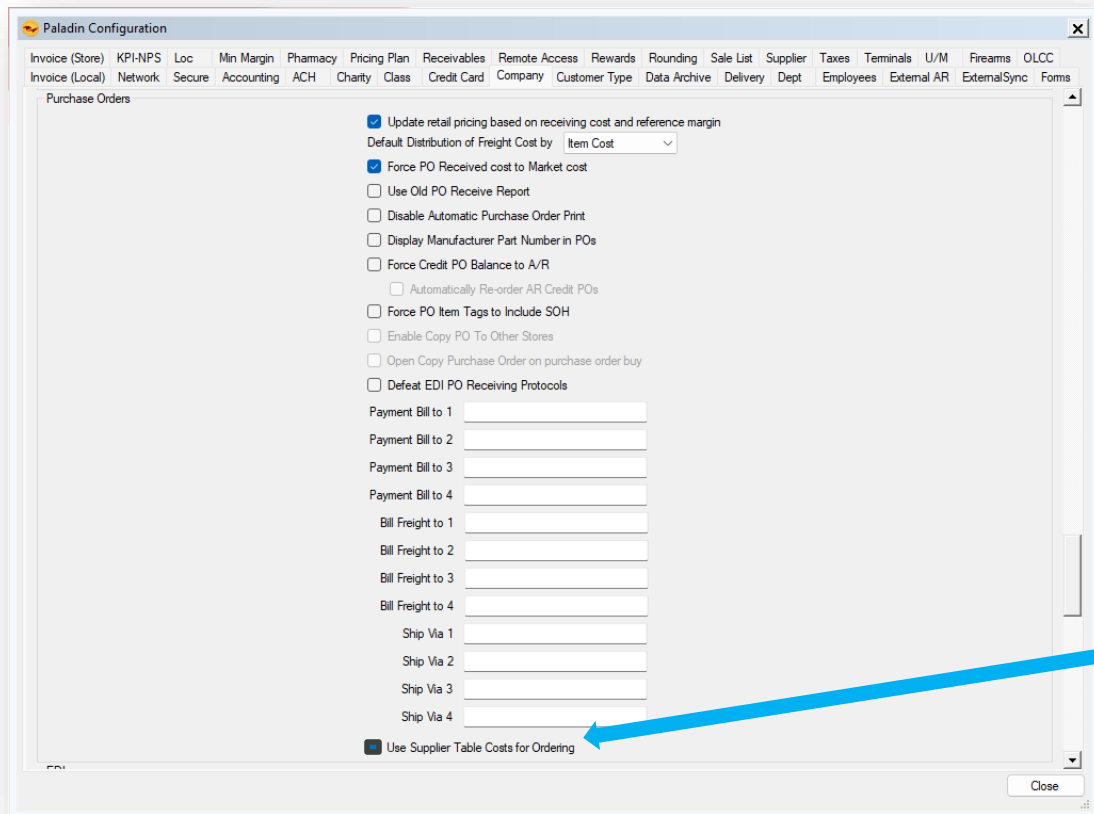 Paladin Configuration
Invoice (Store) KPI-NPS Loc Min Margin Pharmacy Pricing Plan Receivables Remote Access Rewards Rounding Sale List Supplier Taxes Terminals U/M Firearms OLCC
Invoice (Local) Network Secure Accounting ACH Charity Class Credit Card Company Customer Type Data Archive Delivery Dept Employees External AR ExternalSync Forms
Purchase Orders
Update retail pricing based on receiving cost and reference margin
Default Distribution of Freight Cost by Item Cost
Force PO Received cost to Market cost
Use Old PO Receive Report
Disable Automatic Purchase Order Print
Display Manufacturer Part Number in POs
Force Credit PO Balance to A/R
Automatically Re-order AR Credit POs
Force PO Item Tags to Include SOH
Enable Copy PO To Other Stores
Open Copy Purchase Order on purchase order buy
Defeat EDI PO Receiving Protocols
Payment Bill to 1
Payment Bill to 2
Payment Bill to 3
Payment Bill to 4
Bill Freight to 1
Bill Freight to 2
Bill Freight to 3
Bill Freight to 4
Ship Via 1
Ship Via 2
Ship Via 3
Ship Via 4
Use Supplier Table Costs for Ordering
Close